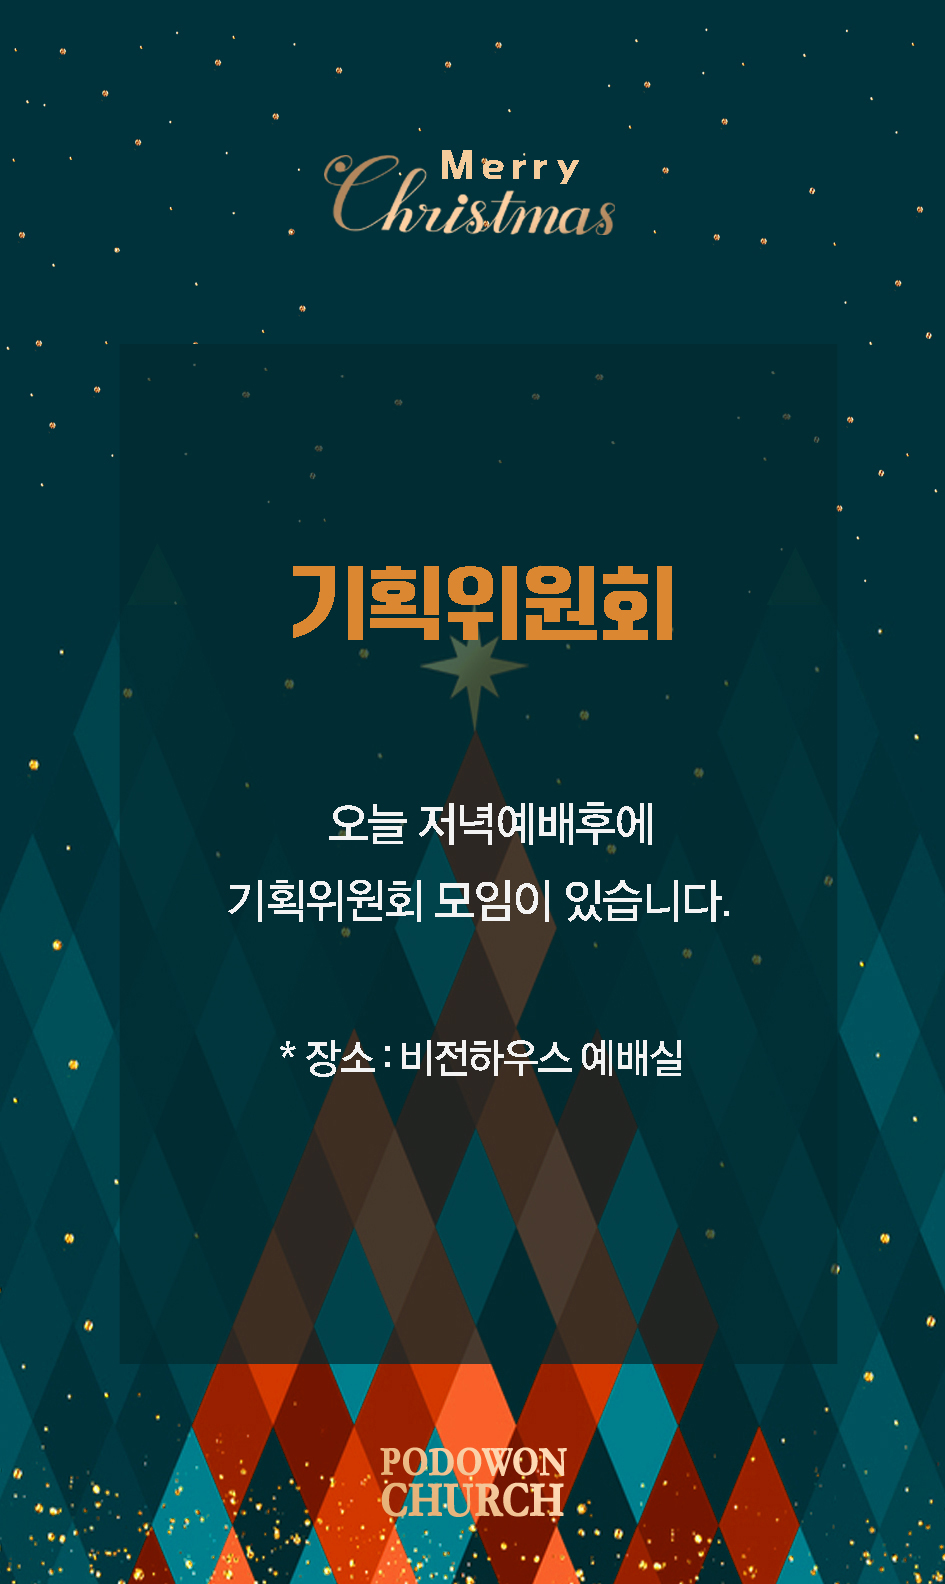 Merry
Christmas
기획위원회
오늘 저녁예배후에
기획위원회 모임이 있습니다.
* 장소 : 비전하우스 예배실
PODOWON
CHURCH